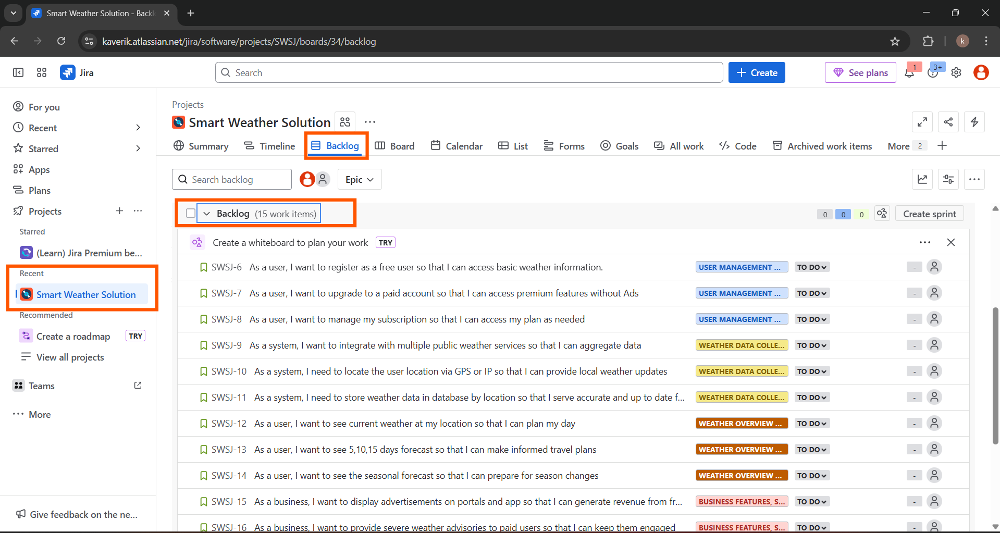 Smart Weather Solution - Backl
kaverik.atlassian.net/jira/software/projects/SWSJ/boards/34/backlog
k
Jira
Search
Create
See plans
1
3+
For you
Recent
Starred
Apps
Plans
Projects
Starred
(Learn) Jira Premium be...
Recent
Smart Weather Solution
Recommended
Create a roadmap TRY
View all projects
Teams
More
Give feedback on the ne...
Projects
Smart Weather Solution
Summary Timeline Backlog Board Calendar List Forms Goals All work Code Archived work items More 2
Search backlog
Epic
Backlog (15 work items)
0 0 0 Create sprint
Create a whiteboard to plan your work TRY
SWSJ-6 As a user, I want to register as a free user so that I can access basic weather information. USER MANAGEMENT ... TO DO -
SWSJ-7 As a user, I want to upgrade to a paid account so that I can access premium features without Ads USER MANAGEMENT ... TO DO -
SWSJ-8 As a user, I want to manage my subscription so that I can access my plan as needed USER MANAGEMENT ... TO DO -
SWSJ-9 As a system, I want to integrate with multiple public weather services so that I can aggregate data WEATHER DATA COLLE... TO DO -
SWSJ-10 As a system, I need to locate the user location via GPS or IP so that I can provide local weather updates WEATHER DATA COLLE... TO DO -
SWSJ-11 As a system, I need to store weather data in database by location so that I serve accurate and up to date f... WEATHER DATA COLLE... TO DO -
SWSJ-12 As a user, I want to see current weather at my location so that I can plan my day WEATHER OVERVIEW ... TO DO -
SWSJ-13 As a user, I want to see 5,10,15 days forecast so that I can make informed travel plans WEATHER OVERVIEW ... TO DO -
SWSJ-14 As a user, I want to see the seasonal forecast so that I can prepare for season changes WEATHER OVERVIEW ... TO DO -
SWSJ-15 As a business, I want to display advertisements on portals and app so that I can generate revenue from fr... BUSINESS FEATURES, S... TO DO -
SWSJ-16 As a business, I want to provide severe weather advisories to paid users so that I can keep them engaged BUSINESS FEATURES, S... TO DO -